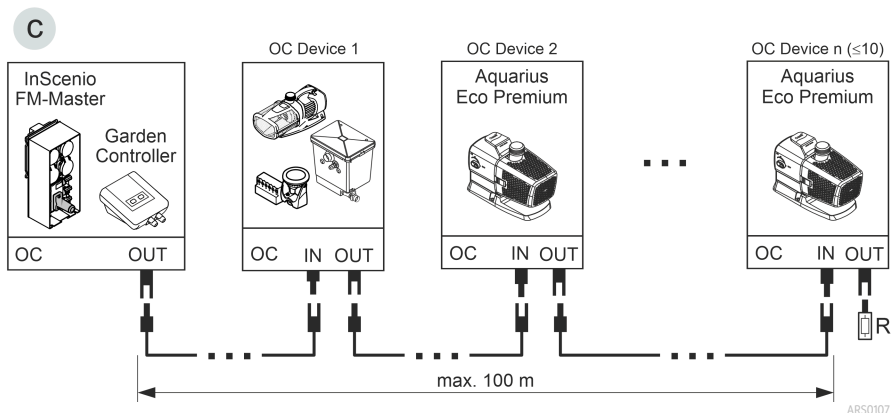 C
OC Device 1
OC Device 2
OC Device n (≤10)
InScenio
FM-Master
Garden
Controller
Aquarius
Eco Premium
Aquarius
Eco Premium
OC OUT
OC IN OUT
OC IN OUT
OC IN OUT
R
max. 100 m
ARS0107